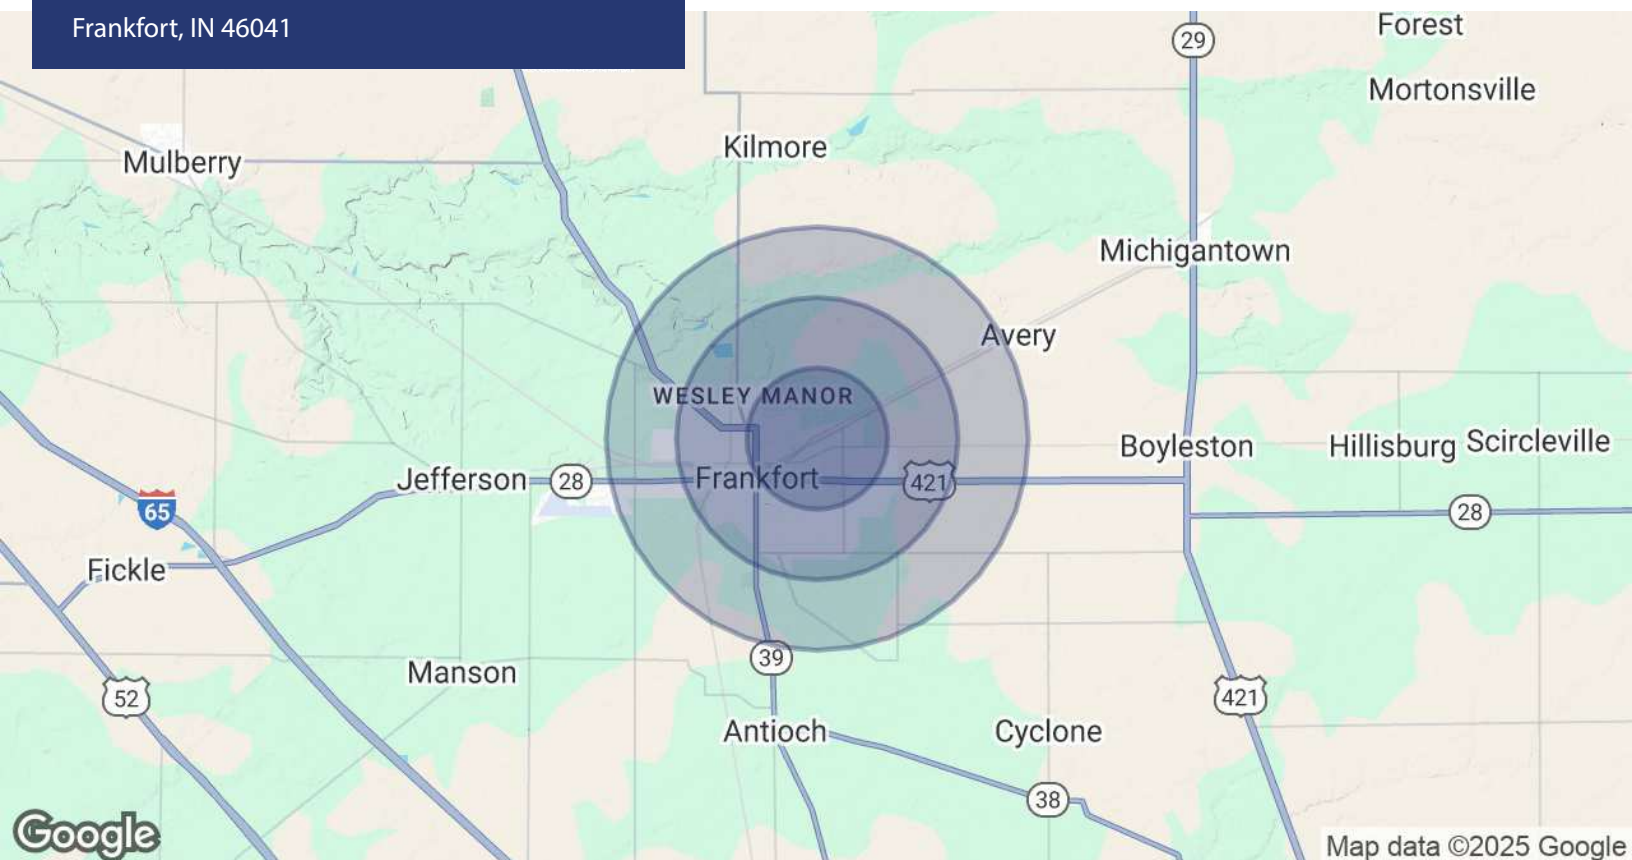 Frankfort, IN 46041
29
Forest
Mortonsville
Kilmore
Mulberry
Michigantown
Avery
WESLEY MANOR
Boyleston
Hillisburg
Scircleville
Jefferson
28
Frankfort
421
65
28
Fickle
39
Manson
52
421
Antioch
Cyclone
38
Google
Map data ©2025 Google